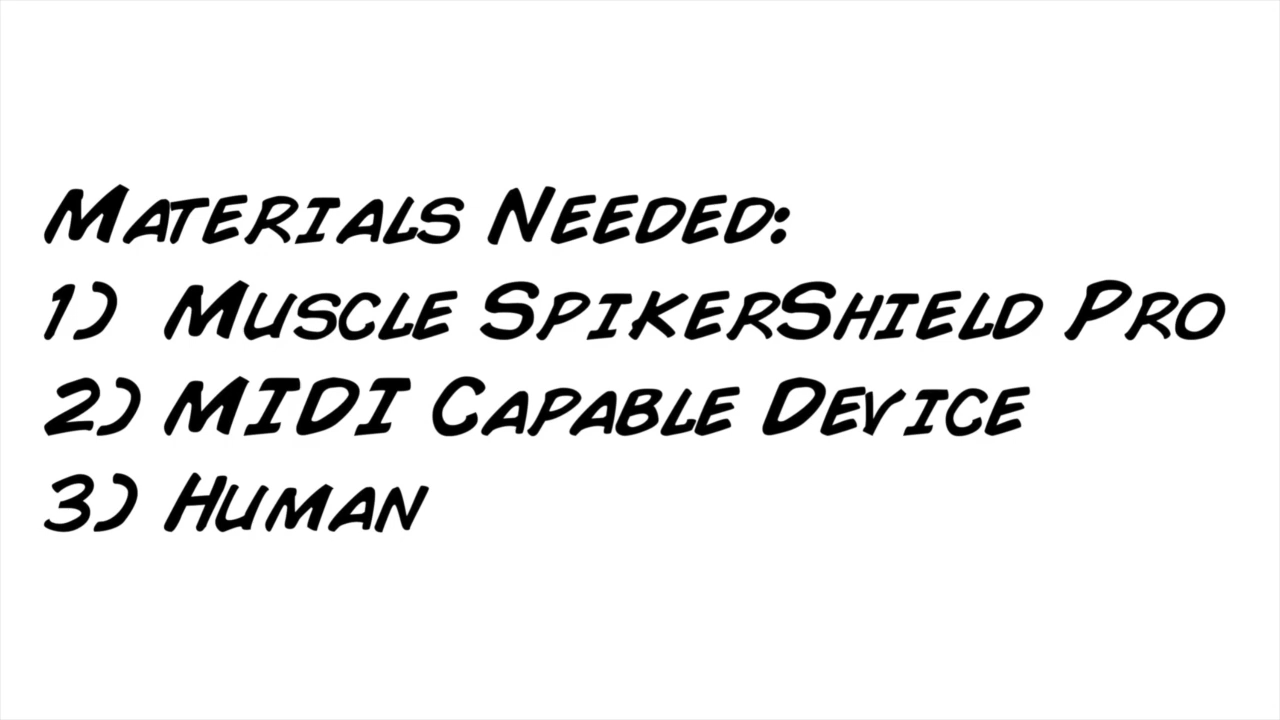 Materials Needed:
1) Muscle SpikerShield Pro
2) MIDI Capable Device
3) Human